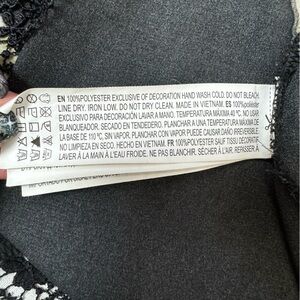 EN 100%POLYESTER EXCLUSIVE OF DECORATION HAND WASH COLD. DO NOT BLEACH.
LINE DRY. IRON LOW. DO NOT DRY CLEAN. MADE IN VIETNAM. ES 100%poliéster
EXCLUSIVO PARA DECORACIÓN LAVAR A MANO. TEMPERATURA MÁXIMA 40 ºC. NO USAR
BLANQUEADOR. SECADO EN TENDEDERO. PLANCHAR A UNA TEMPERATURA MÁXIMA DE
LA BASE DE 110 ºC, SIN PLANCHAR CON VAPOR PUEDE CAUSAR DAÑO IRREVERSIBLE.
NO LIMPIEZA EN SECO. HECHO EN VIETNAM. FR 100% POLYESTER SAUF TISSU DÉCORATIF.
LAVER À LA MAIN À L'EAU FROIDE. NE PAS BLANCHIR. SÉCHER À L'AIR. REPASSER À